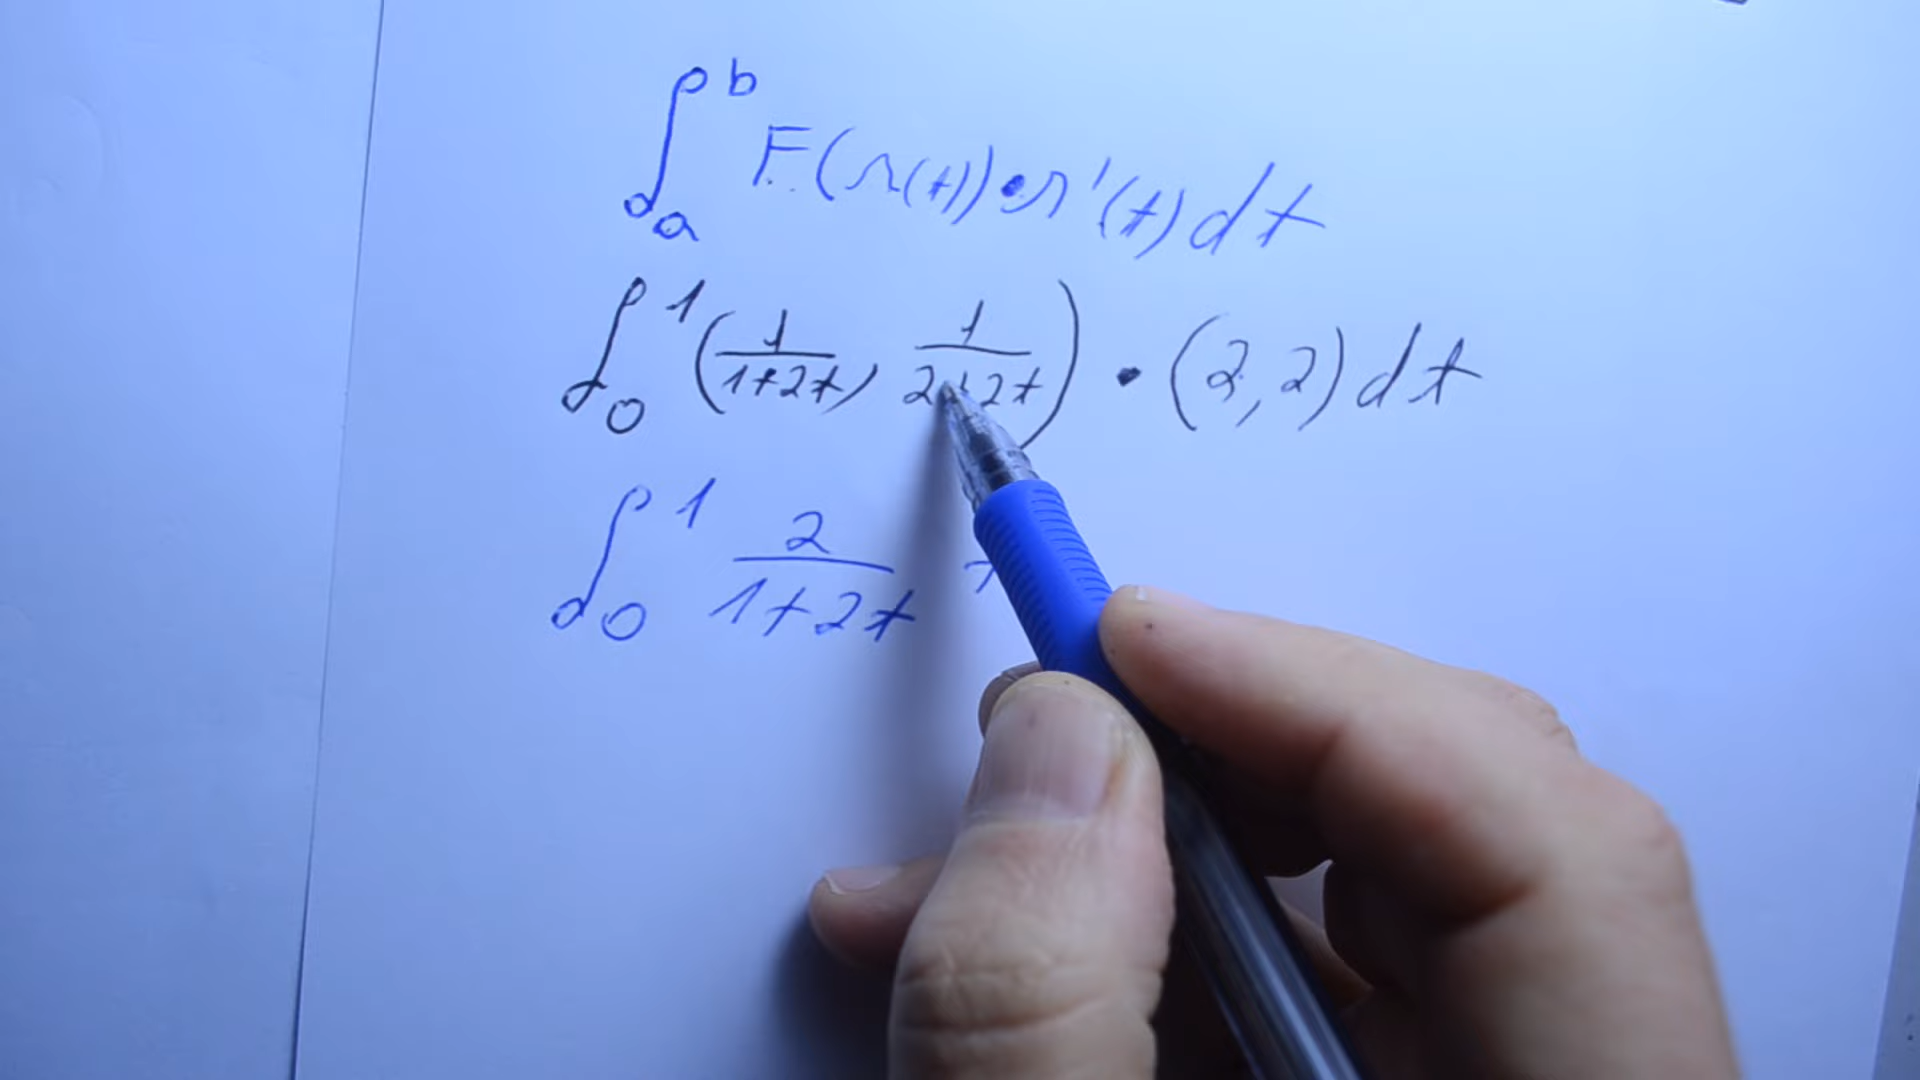 ∫_a^b F(r(t))•r'(t)dt
∫_0^1 (1/(1+2t), 1/(2+2t)) • (2,2)dt
∫_0^1 2/(1+2t) +